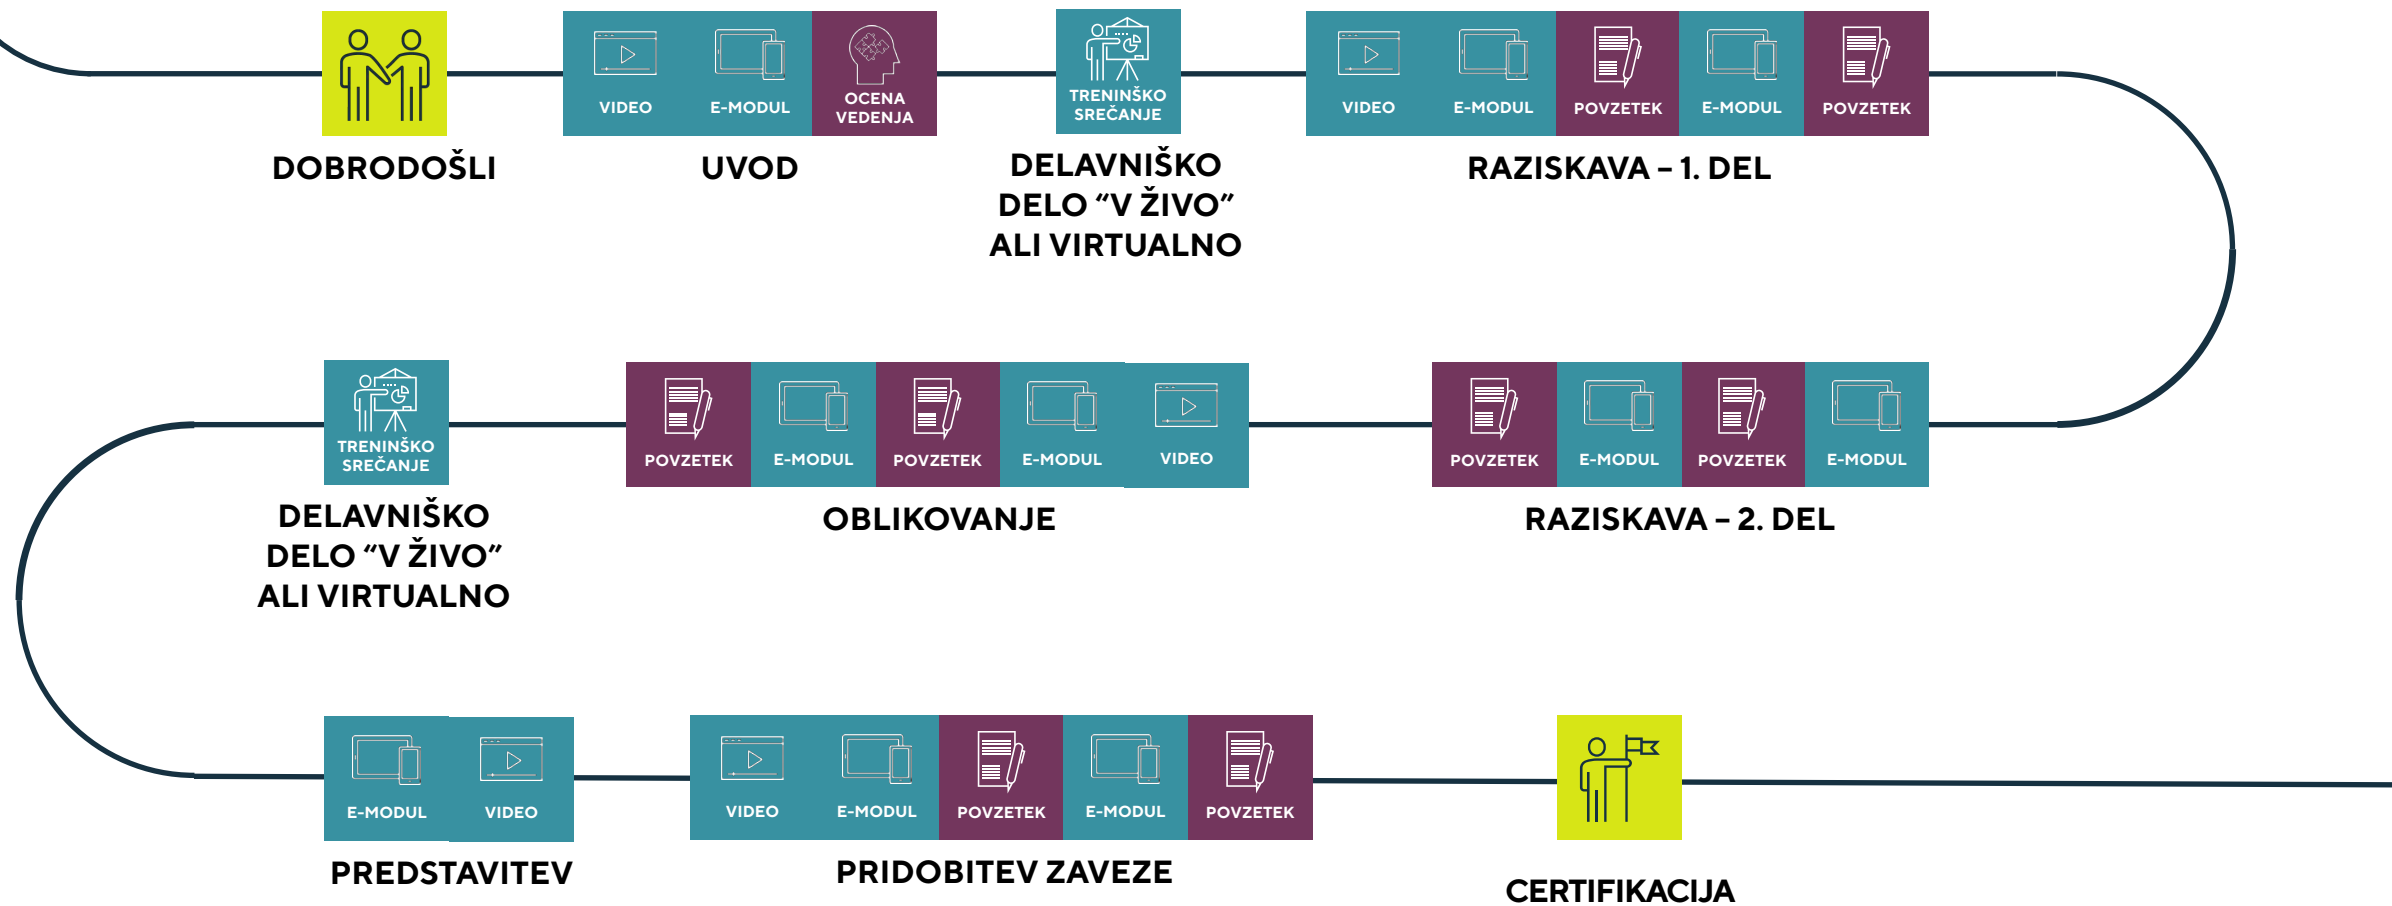 VIDEO
E-MODUL
OCENA
VEDENJA
TRENINŠKO
SREČANJE
VIDEO
E-MODUL
POVZETEK
E-MODUL
POVZETEK
DOBRODOŠLI
UVOD
DELAVNIŠKO
DELO “V ŽIVO”
ALI VIRTUALNO
RAZISKAVA – 1. DEL
TRENINŠKO
SREČANJE
POVZETEK
E-MODUL
POVZETEK
E-MODUL
VIDEO
POVZETEK
E-MODUL
POVZETEK
E-MODUL
DELAVNIŠKO
DELO “V ŽIVO”
ALI VIRTUALNO
OBLIKOVANJE
RAZISKAVA – 2. DEL
E-MODUL
VIDEO
VIDEO
E-MODUL
POVZETEK
E-MODUL
POVZETEK
PREDSTAVITEV
PRIDOBITEV ZAVEZE
CERTIFIKACIJA